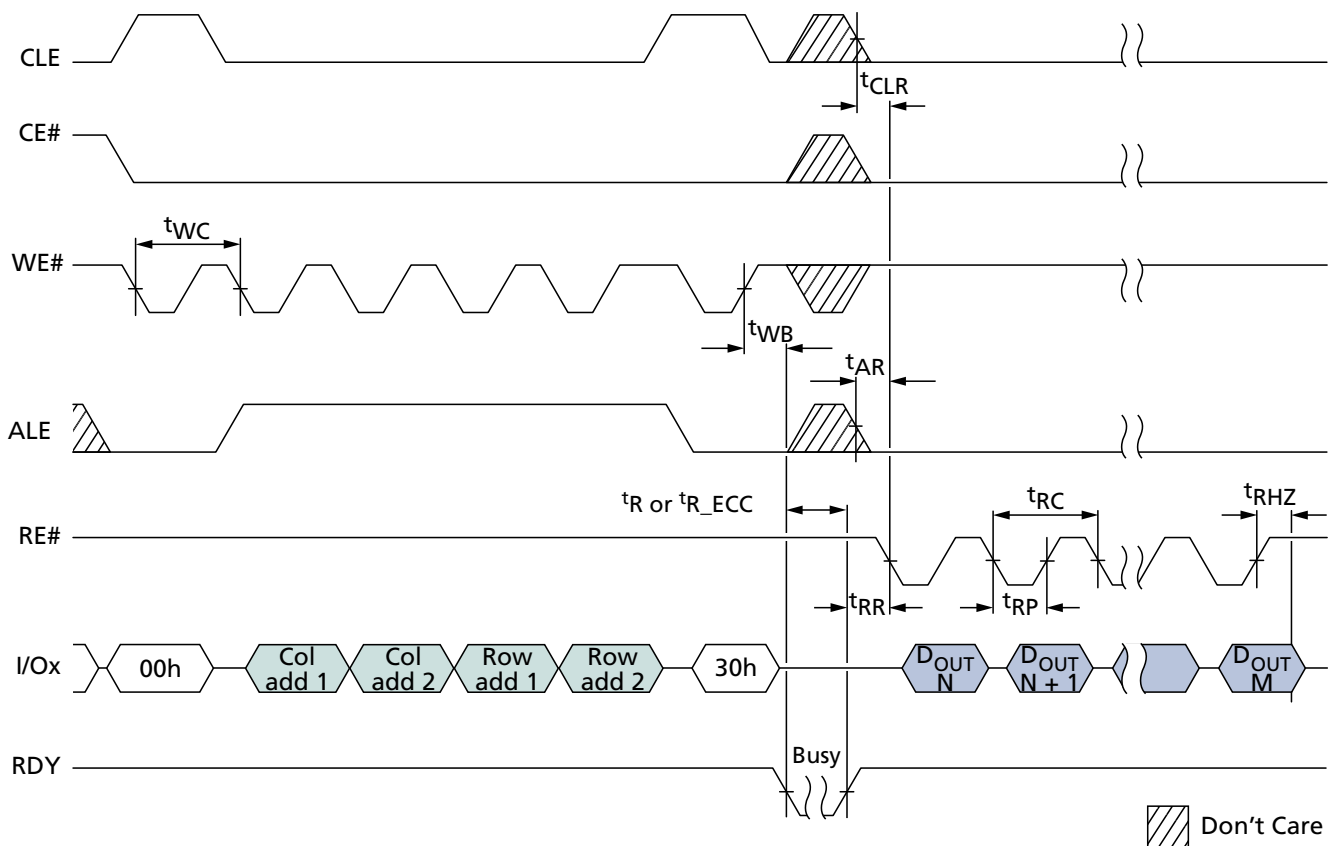 CLE
tCLR
CE#
tWC
WE#
tWB
tAR
ALE
tR or tR_ECC
tRC
tRHZ
RE#
tRR
tRP
I/Ox
00h
Col
add 1
Col
add 2
Row
add 1
Row
add 2
30h
DOUT
N
DOUT
N + 1
DOUT
M
RDY
Busy
Don't Care